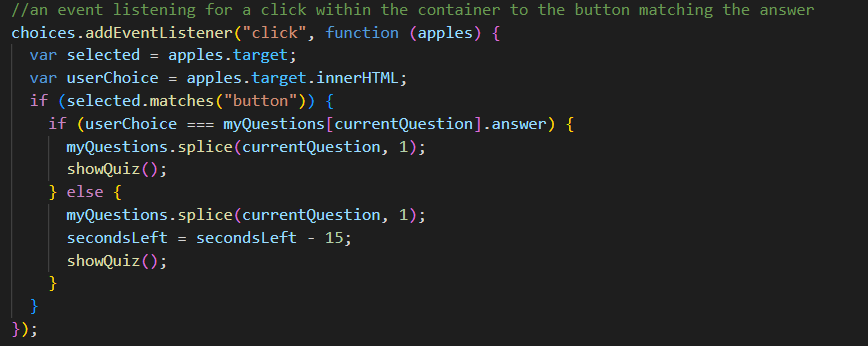 //an event listening for a click within the container to the button matching the answer
choices.addEventListener("click", function (apples) {
  var selected = apples.target;
  var userChoice = apples.target.innerHTML;
  if (selected.matches("button")) {
    if (userChoice === myQuestions[currentQuestion].answer) {
      myQuestions.splice(currentQuestion, 1);
      showQuiz();
    } else {
      myQuestions.splice(currentQuestion, 1);
      secondsLeft = secondsLeft - 15;
      showQuiz();
    }
  }
});